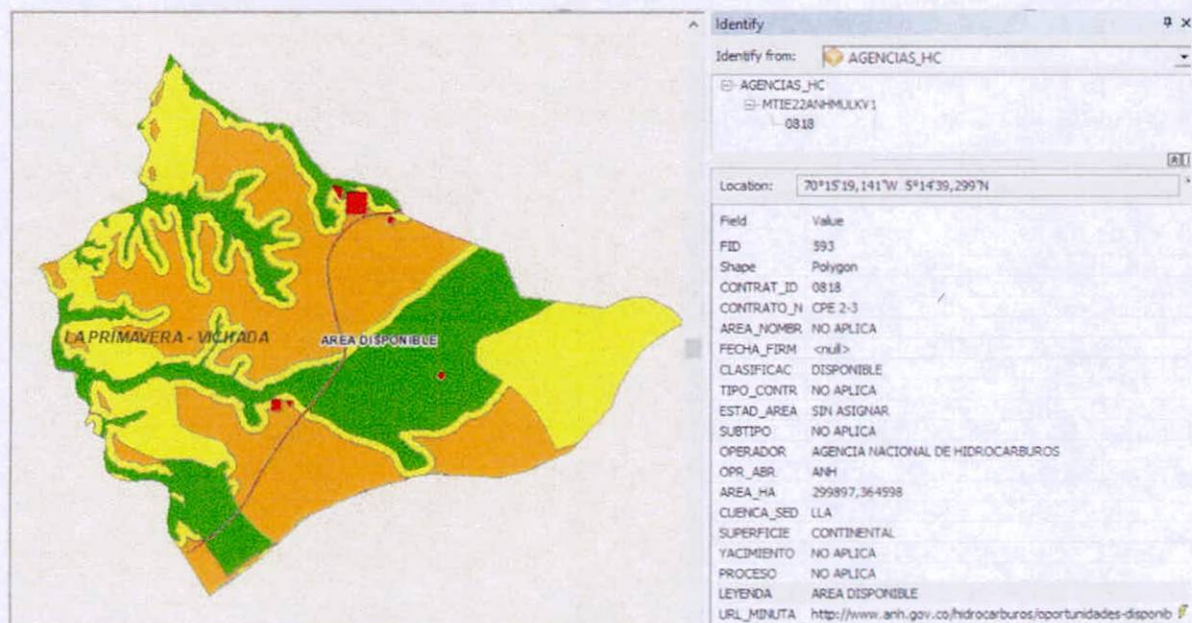 LA PRIMAVERA - VICHADA
AREA DISPONIBLE
Identify
Identify from: AGENCIAS_HC
AGENCIAS_HC
MTIE22ANHMULKV1
0818
Location: 70°15'19,141"W 5°14'39,299"N
Field Value
FID 593
Shape Polygon
CONTRAT_ID 0818
CONTRATO_N CPE 2-3
AREA_NOMBR NO APLICA
FECHA_FIRM <null>
CLASIFICAC DISPONIBLE
TIPO_CONTR NO APLICA
ESTAD_AREA SIN ASIGNAR
SUBTIPO NO APLICA
OPERADOR AGENCIA NACIONAL DE HIDROCARBUROS
OPR_ABR ANH
AREA_HA 299897,364598
CUENCA_SED LLA
SUPERFICIE CONTINENTAL
YACIMIENTO NO APLICA
PROCESO NO APLICA
LEYENDA AREA DISPONIBLE
URL_MINUTA http://www.anh.gov.co/hidrocarburos/oportunidades-disponib